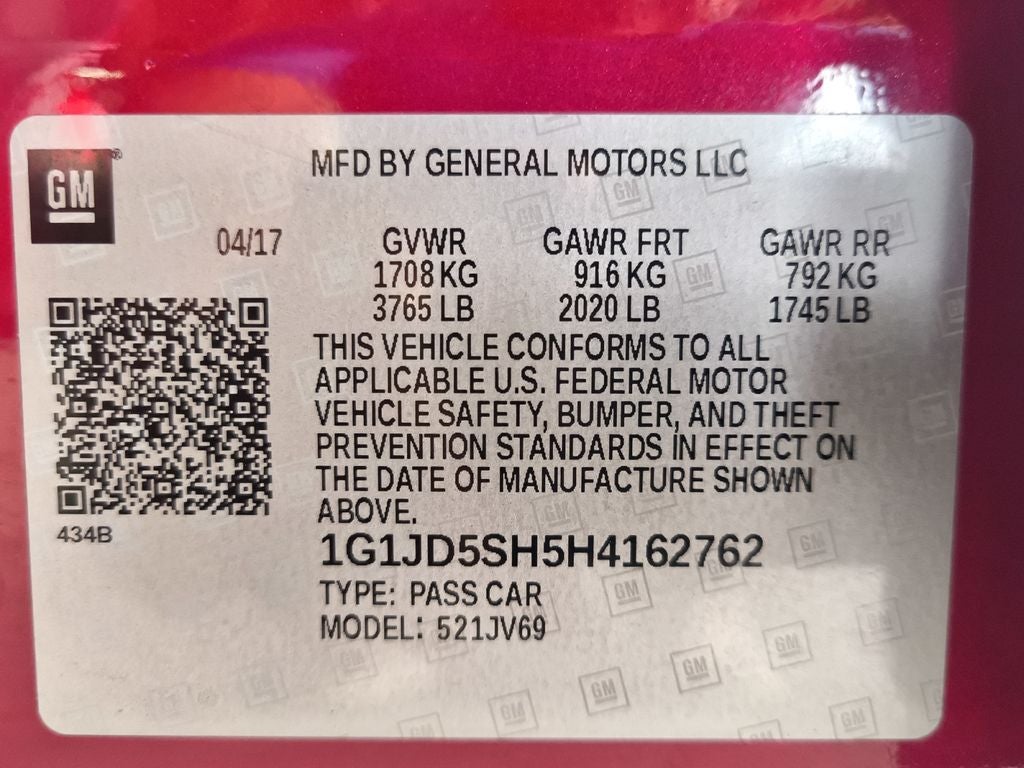 GM
MFD BY GENERAL MOTORS LLC
04/17 GVWR GAWR FRT GAWR RR
1708 KG 916 KG 792 KG
3765 LB 2020 LB 1745 LB
THIS VEHICLE CONFORMS TO ALL
APPLICABLE U.S. FEDERAL MOTOR
VEHICLE SAFETY, BUMPER, AND THEFT
PREVENTION STANDARDS IN EFFECT ON
THE DATE OF MANUFACTURE SHOWN
ABOVE.
434B
1G1JD5SH5H4162762
TYPE: PASS CAR
MODEL: 521JV69